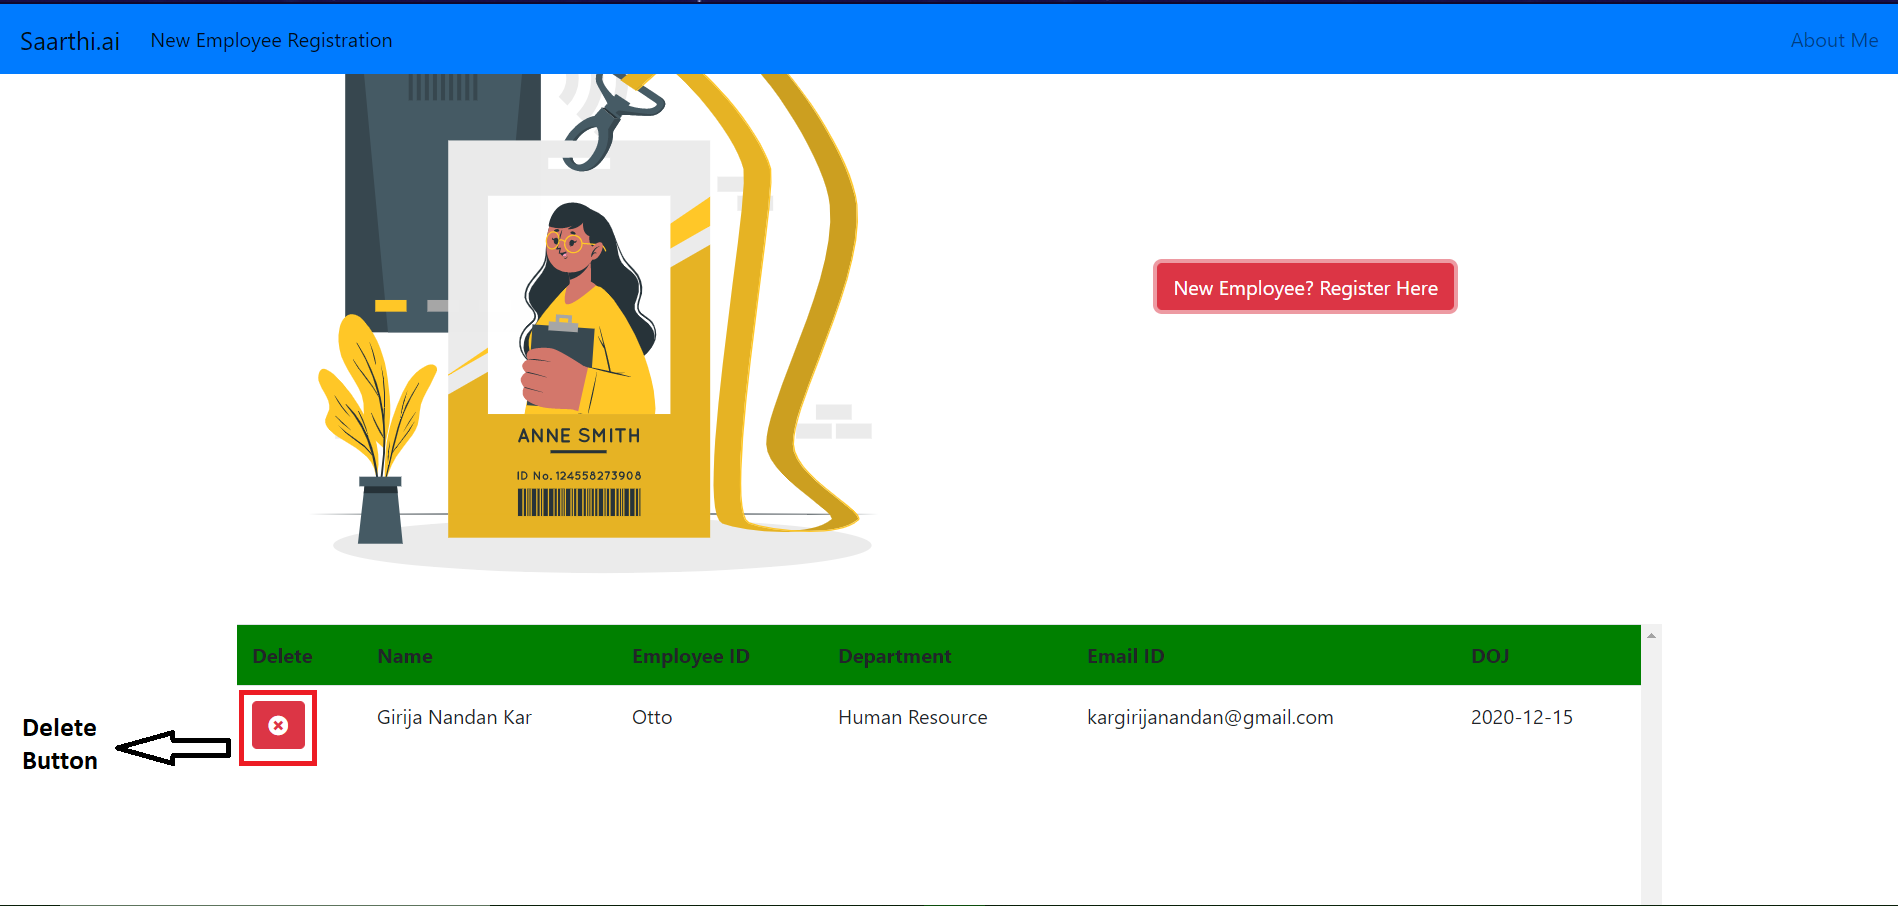 Saarthi.ai New Employee Registration About Me
New Employee? Register Here
ANNE SMITH
ID No. 124558273908
Delete Name Employee ID Department Email ID DOJ
Girija Nandan Kar Otto Human Resource kargirijanandan@gmail.com 2020-12-15
Delete
Button